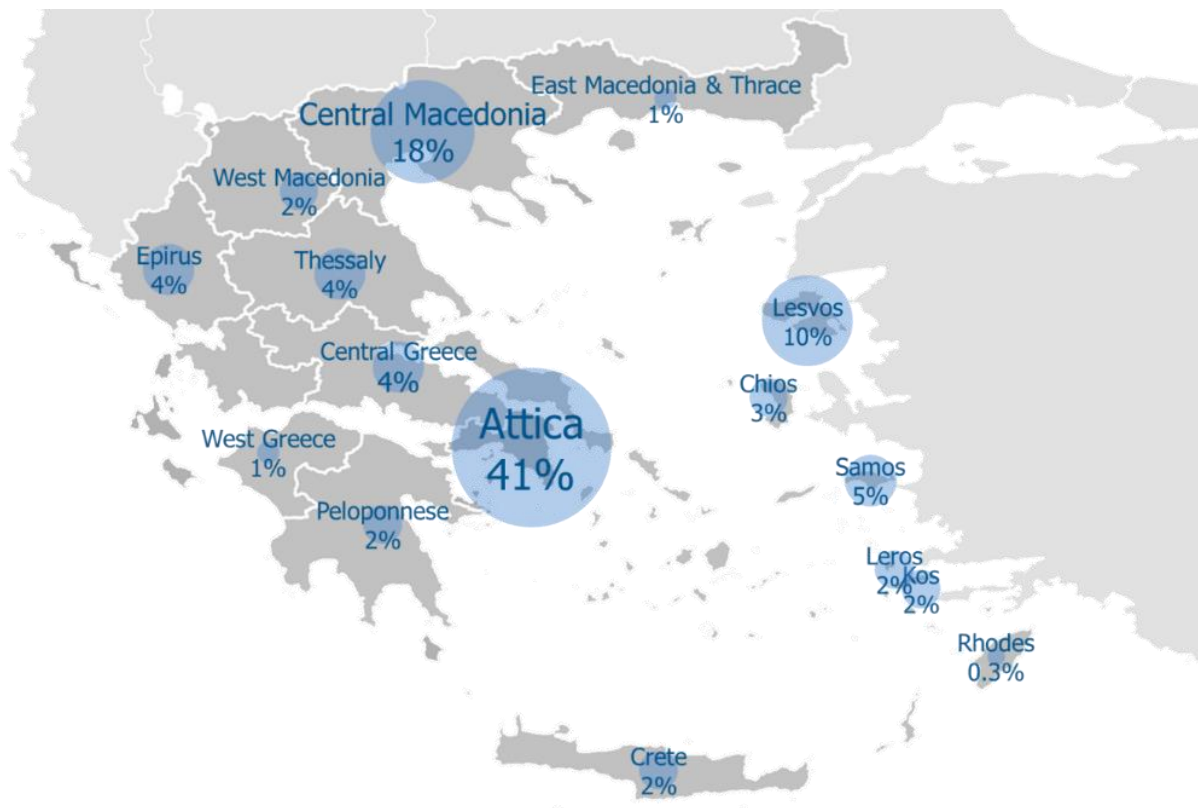 East Macedonia & Thrace
1%
Central Macedonia
18%
West Macedonia
2%
Epirus
4%
Thessaly
4%
Lesvos
10%
Central Greece
4%
Chios
3%
Attica
41%
West Greece
1%
Samos
5%
Peloponnese
2%
Leros
2%
Kos
2%
Rhodes
0.3%
Crete
2%